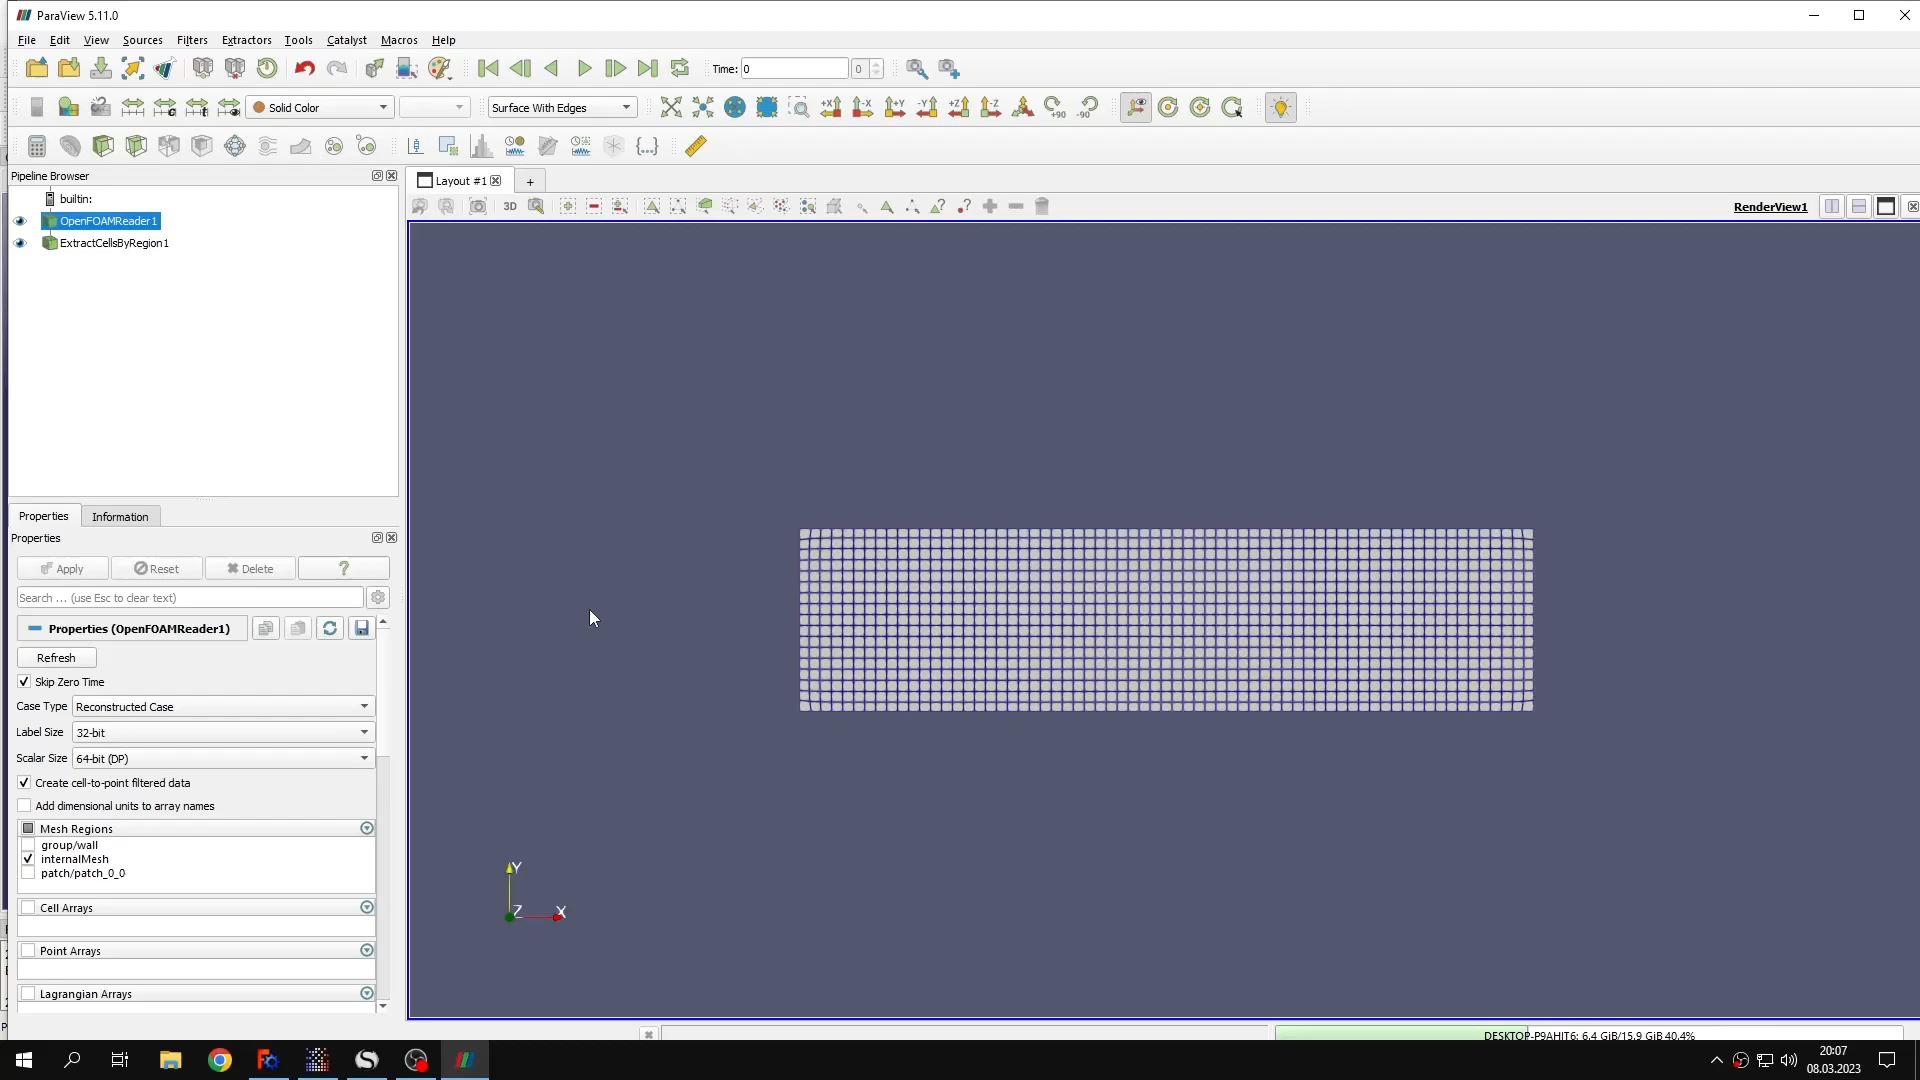 ParaView 5.11.0
File Edit View Sources Filters Extractors Tools Catalyst Macros Help
Time: 0 0
Solid Color Surface With Edges +X -X +Y -Y +Z -Z +90 -90
Pipeline Browser
Layout #1 +
builtin:
3D RenderView1
OpenFOAMReader1
ExtractCellsByRegion1
Properties Information
Properties
Apply Reset Delete ?
Search ... (use Esc to clear text)
Properties (OpenFOAMReader1)
Refresh
Skip Zero Time
Case Type Reconstructed Case
Label Size 32-bit
Scalar Size 64-bit (DP)
Create cell-to-point filtered data
Add dimensional units to array names
Mesh Regions
group/wall
internalMesh
patch/patch_0_0
Cell Arrays
Point Arrays
Lagrangian Arrays
Y
Z X
DESKTOP-P9AHIT6: 6.4 GiB/15.9 GiB 40.4%
20:07
08.03.2023